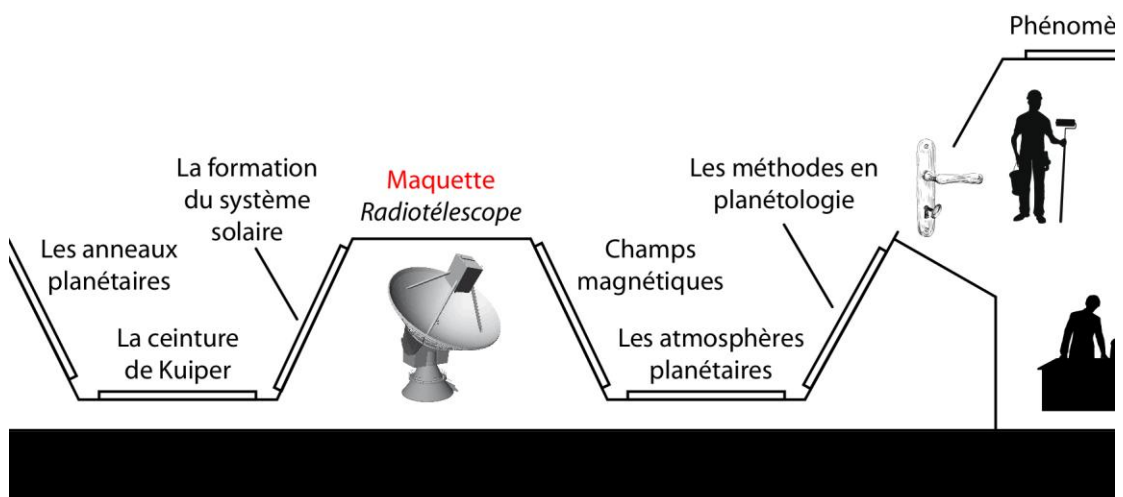 Phénomè
La formation
du système
solaire
Maquette
Radiotélescope
Les méthodes en
planétologie
Les anneaux
planétaires
Champs
magnétiques
La ceinture
de Kuiper
Les atmosphères
planétaires